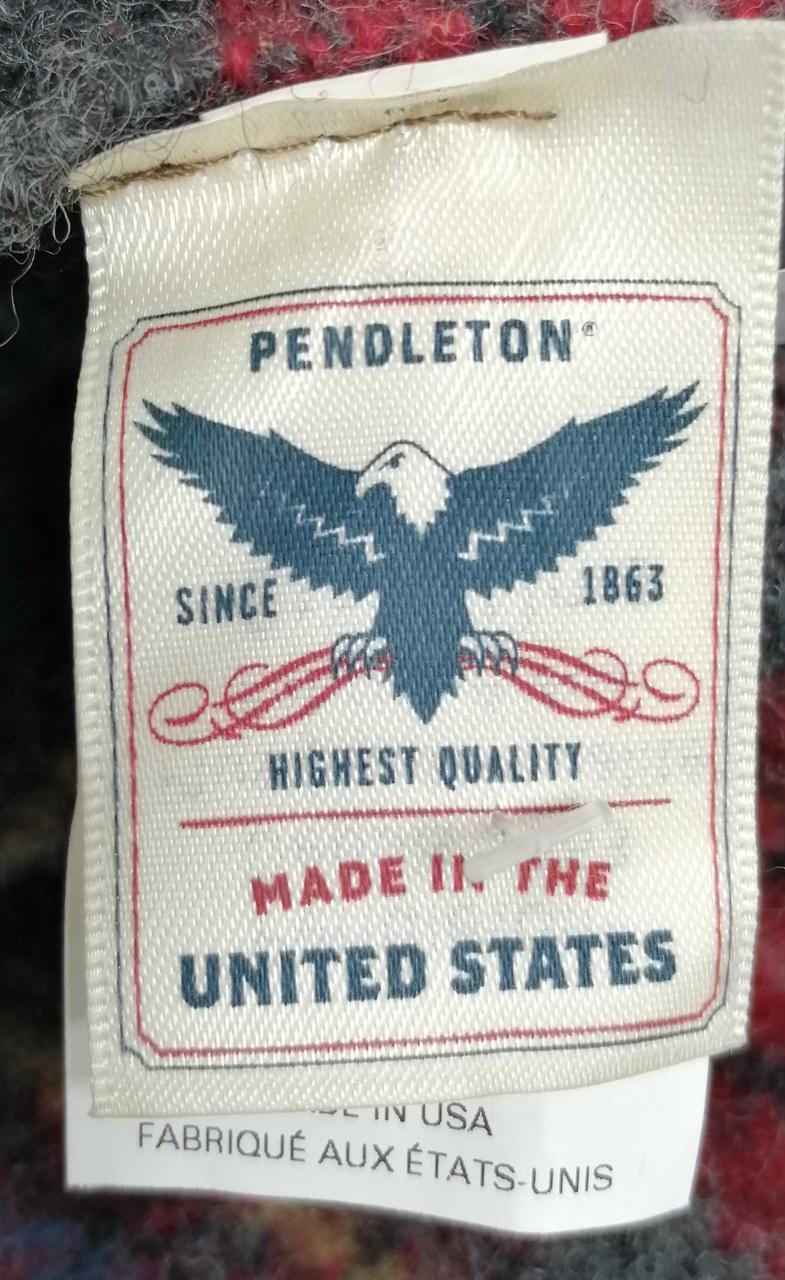 PENDLETON®
SINCE 1863
HIGHEST QUALITY
MADE IN THE
UNITED STATES
IN USA
FABRIQUÉ AUX ÉTATS-UNIS